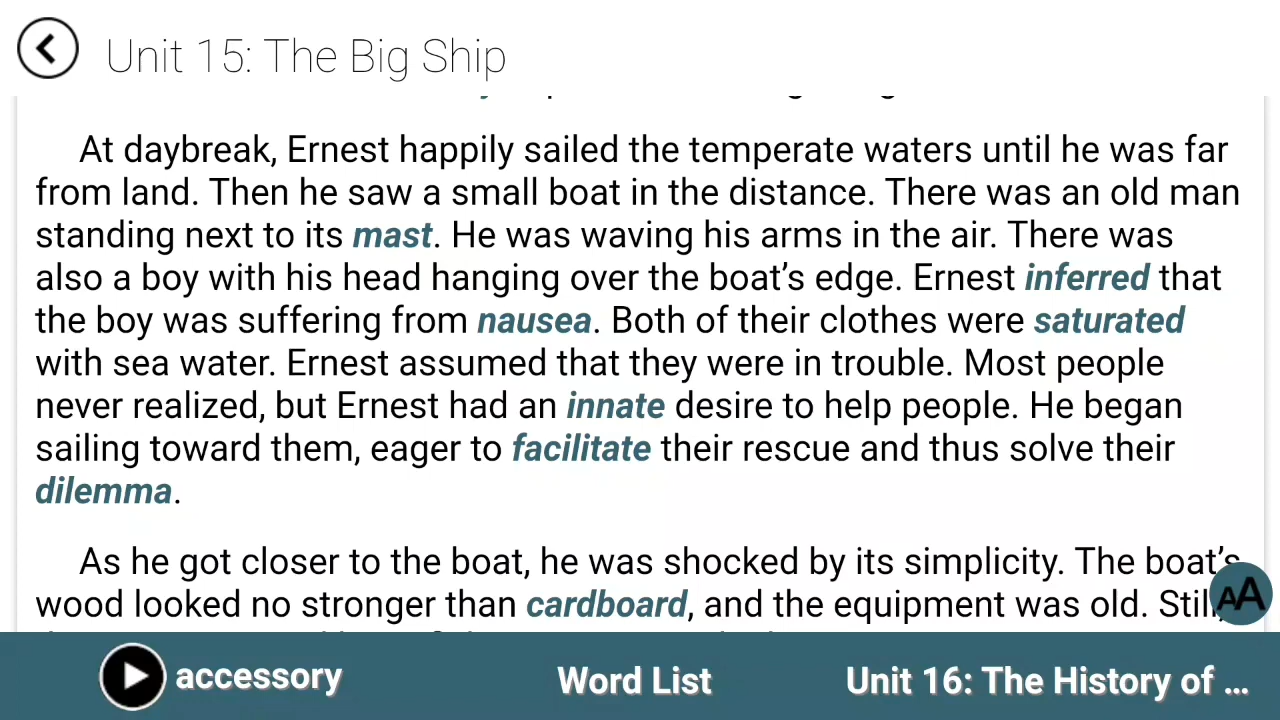 Unit 15: The Big Ship
At daybreak, Ernest happily sailed the temperate waters until he was far
from land. Then he saw a small boat in the distance. There was an old man
standing next to its mast. He was waving his arms in the air. There was
also a boy with his head hanging over the boat's edge. Ernest inferred that
the boy was suffering from nausea. Both of their clothes were saturated
with sea water. Ernest assumed that they were in trouble. Most people
never realized, but Ernest had an innate desire to help people. He began
sailing toward them, eager to facilitate their rescue and thus solve their
dilemma.
As he got closer to the boat, he was shocked by its simplicity. The boat's
wood looked no stronger than cardboard, and the equipment was old. Still,
AA
accessory
Word List
Unit 16: The History of ...